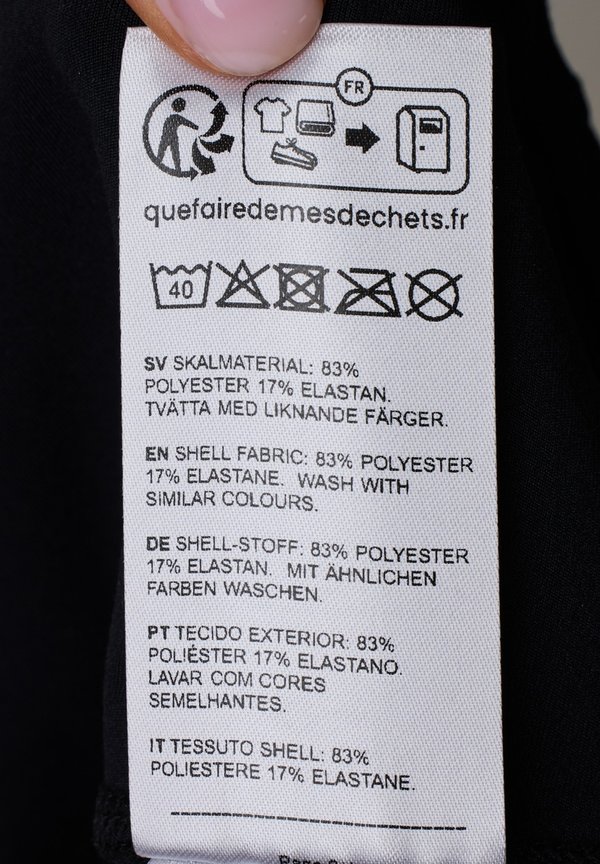 FR
quefairedemesdechets.fr
40
SV SKALMATERIAL: 83%
POLYESTER 17% ELASTAN.
TVÄTTA MED LIKNANDE FÄRGER.
EN SHELL FABRIC: 83% POLYESTER
17% ELASTANE. WASH WITH
SIMILAR COLOURS.
DE SHELL-STOFF: 83% POLYESTER
17% ELASTAN. MIT ÄHNLICHEN
FARBEN WASCHEN.
PT TECIDO EXTERIOR: 83%
POLIÉSTER 17% ELASTANO.
LAVAR COM CORES
SEMELHANTES.
IT TESSUTO SHELL: 83%
POLIESTERE 17% ELASTANE.